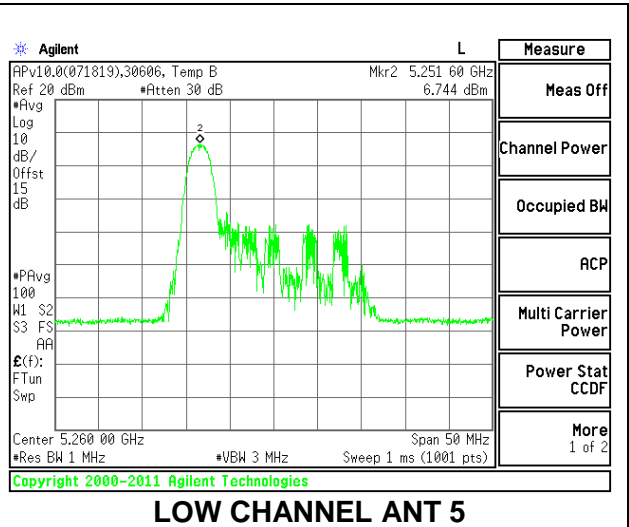 Agilent L Measure
APv10.0(071819),30606, Temp B Mkr2 5.251 60 GHz
Ref 20 dBm #Atten 30 dB 6.744 dBm
Meas Off
#Avg
Log
10
dB/
Offst
15
dB
2
Channel Power
Occupied BW
ACP
#PAvg
100
W1 S2
S3 FS
AA
£(f):
FTun
Swp
Multi Carrier
Power
Power Stat
CCDF
Center 5.260 00 GHz Span 50 MHz
#Res BW 1 MHz #VBW 3 MHz Sweep 1 ms (1001 pts)
More
1 of 2
Copyright 2000-2011 Agilent Technologies
LOW CHANNEL ANT 5